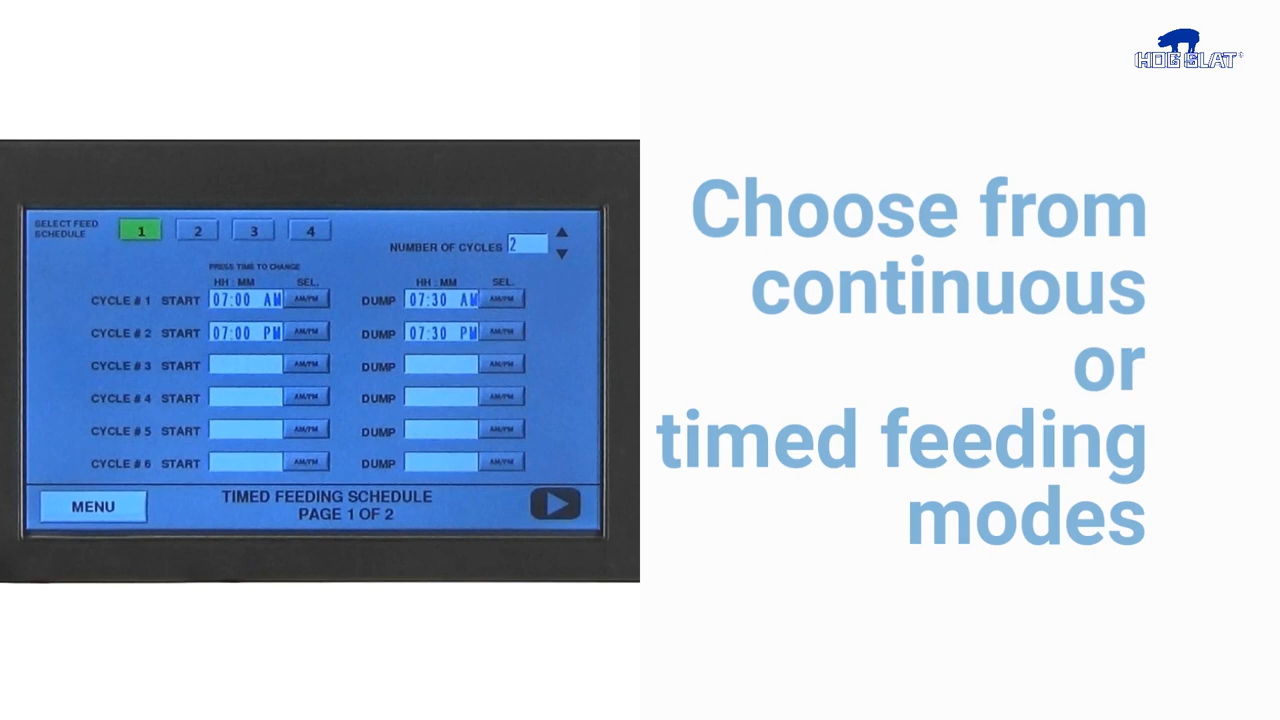 SELECT FEED
SCHEDULE
1 2 3 4
NUMBER OF CYCLES 2
PRESS TIME TO CHANGE
HH : MM SEL. HH : MM SEL.
CYCLE # 1 START 07:00 AM AM/PM DUMP 07:30 AM AM/PM
CYCLE # 2 START 07:00 PM AM/PM DUMP 07:30 PM AM/PM
CYCLE # 3 START AM/PM DUMP AM/PM
CYCLE # 4 START AM/PM DUMP AM/PM
CYCLE # 5 START AM/PM DUMP AM/PM
CYCLE # 6 START AM/PM DUMP AM/PM
MENU
TIMED FEEDING SCHEDULE
PAGE 1 OF 2
HOG SLAT
Choose from
continuous
or
timed feeding
modes